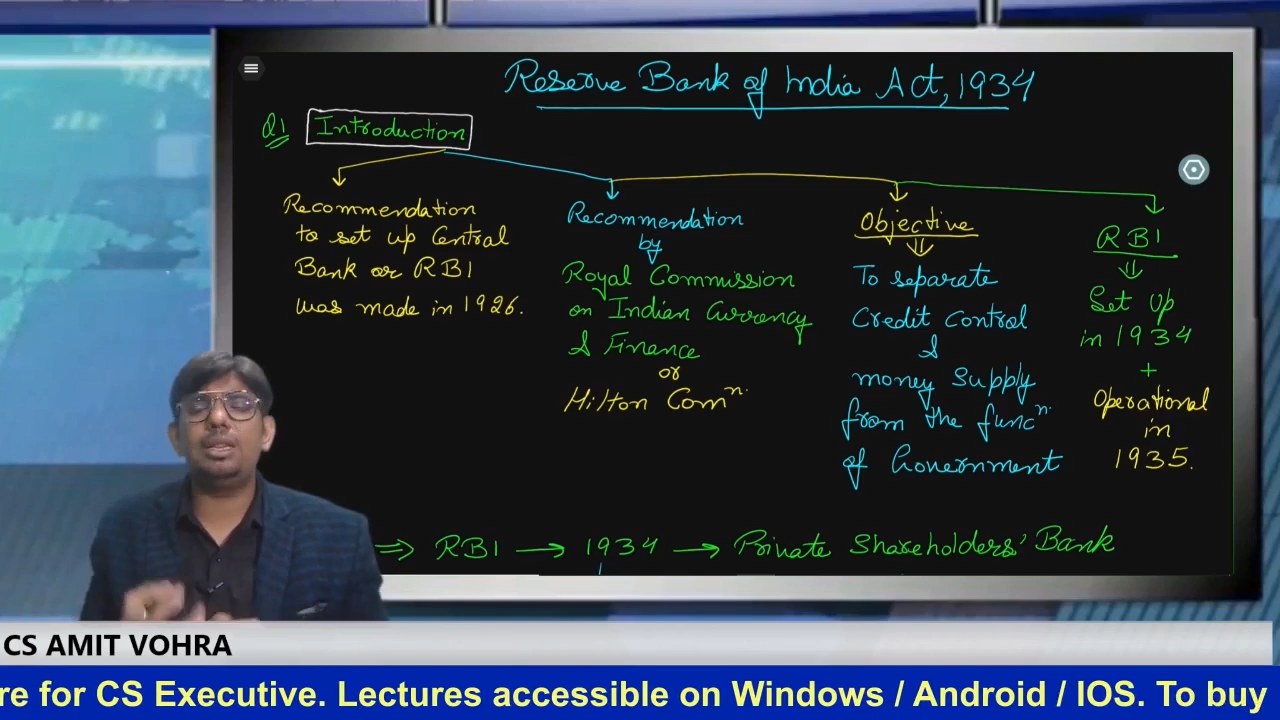 Reserve Bank of India Act, 1934
Q1 Introduction
Recommendation
to set up Central
Bank or RBI
was made in 1926.
Recommendation
by
Royal Commission
on Indian Currency
& Finance
or
Hilton Comⁿ.
Objective
To separate
Credit Control
&
money supply
from the funcⁿ.
of Government
RBI
Set Up
in 1934
+
Operational
in
1935.
⇒ RBI → 1934 → Private Shareholders' Bank
CS AMIT VOHRA
re for CS Executive. Lectures accessible on Windows / Android / IOS. To buy